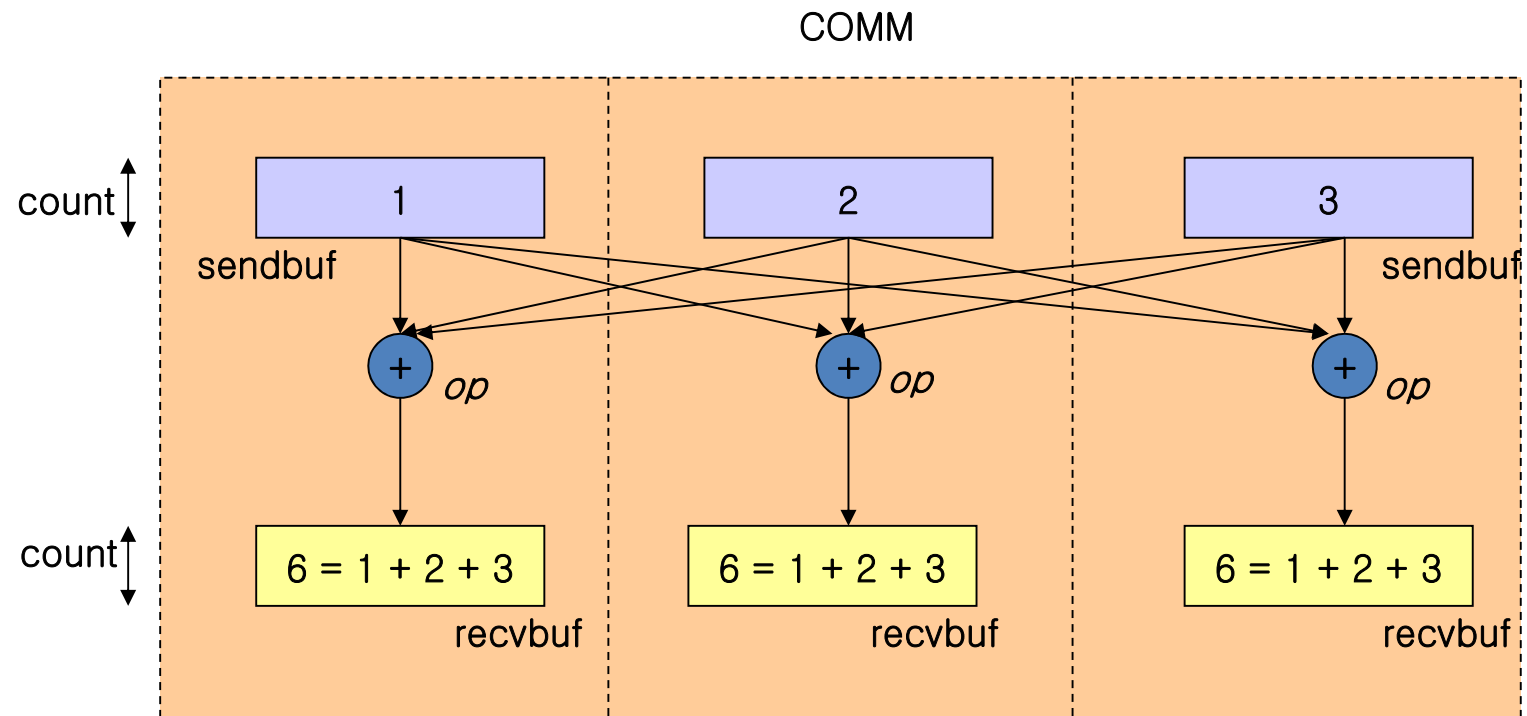 COMM
count
1
2
3
sendbuf
sendbuf
+
op
+
op
+
op
count
6 = 1 + 2 + 3
6 = 1 + 2 + 3
6 = 1 + 2 + 3
recvbuf
recvbuf
recvbuf